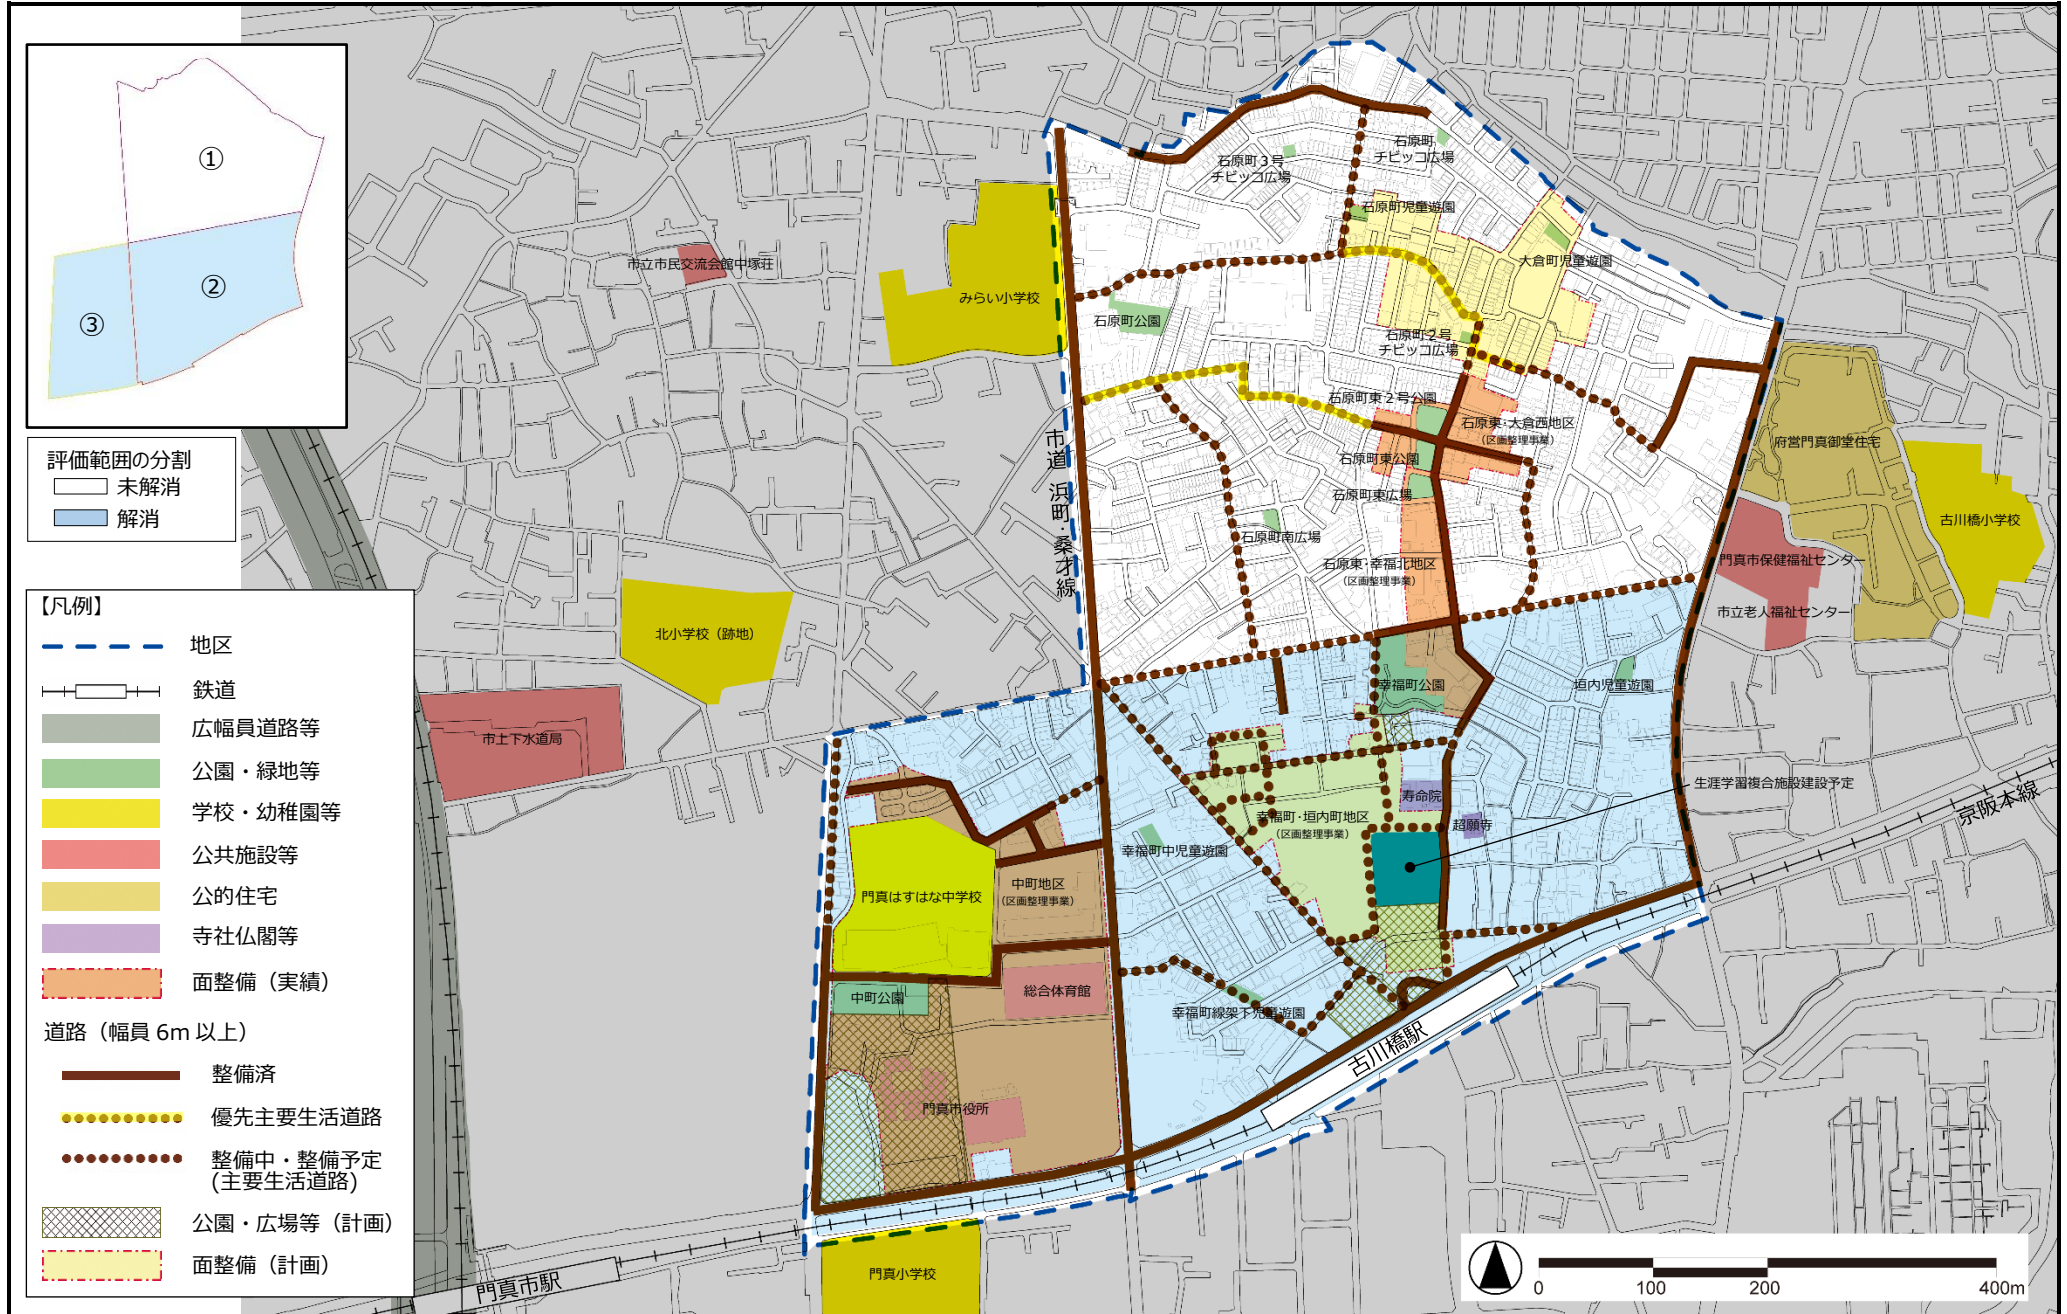 ①
②
③
評価範囲の分割
未解消
解消
【凡例】
地区
鉄道
広幅員道路等
公園・緑地等
学校・幼稚園等
公共施設等
公的住宅
寺社仏閣等
面整備（実績）
道路（幅員 6m 以上）
整備済
優先主要生活道路
整備中・整備予定
(主要生活道路)
公園・広場等（計画）
面整備（計画）
石原町
チビッコ広場
石原町３号
チビッコ広場
石原町児童遊園
大倉町児童遊園
市立市民交流会館中塚荘
みらい小学校
石原町公園
石原町２号
チビッコ広場
石原町東２号公園
石原東・大倉西地区
（区画整理事業）
府営門真御堂住宅
市道 浜町・桑才線
石原町東公園
石原町東広場
古川橋小学校
石原町南広場
石原東・幸福北地区
（区画整理事業）
門真市保健福祉センター
市立老人福祉センター
北小学校（跡地）
幸福町公園
垣内児童遊園
市上下水道局
生涯学習複合施設建設予定
京阪本線
寿命院
幸福町・垣内町地区
（区画整理事業）
超願寺
幸福町中児童遊園
中町地区
（区画整理事業）
門真はすはな中学校
総合体育館
中町公園
幸福町線架下児童遊園
古川橋駅
門真市役所
門真小学校
門真市駅
0
100
200
400m